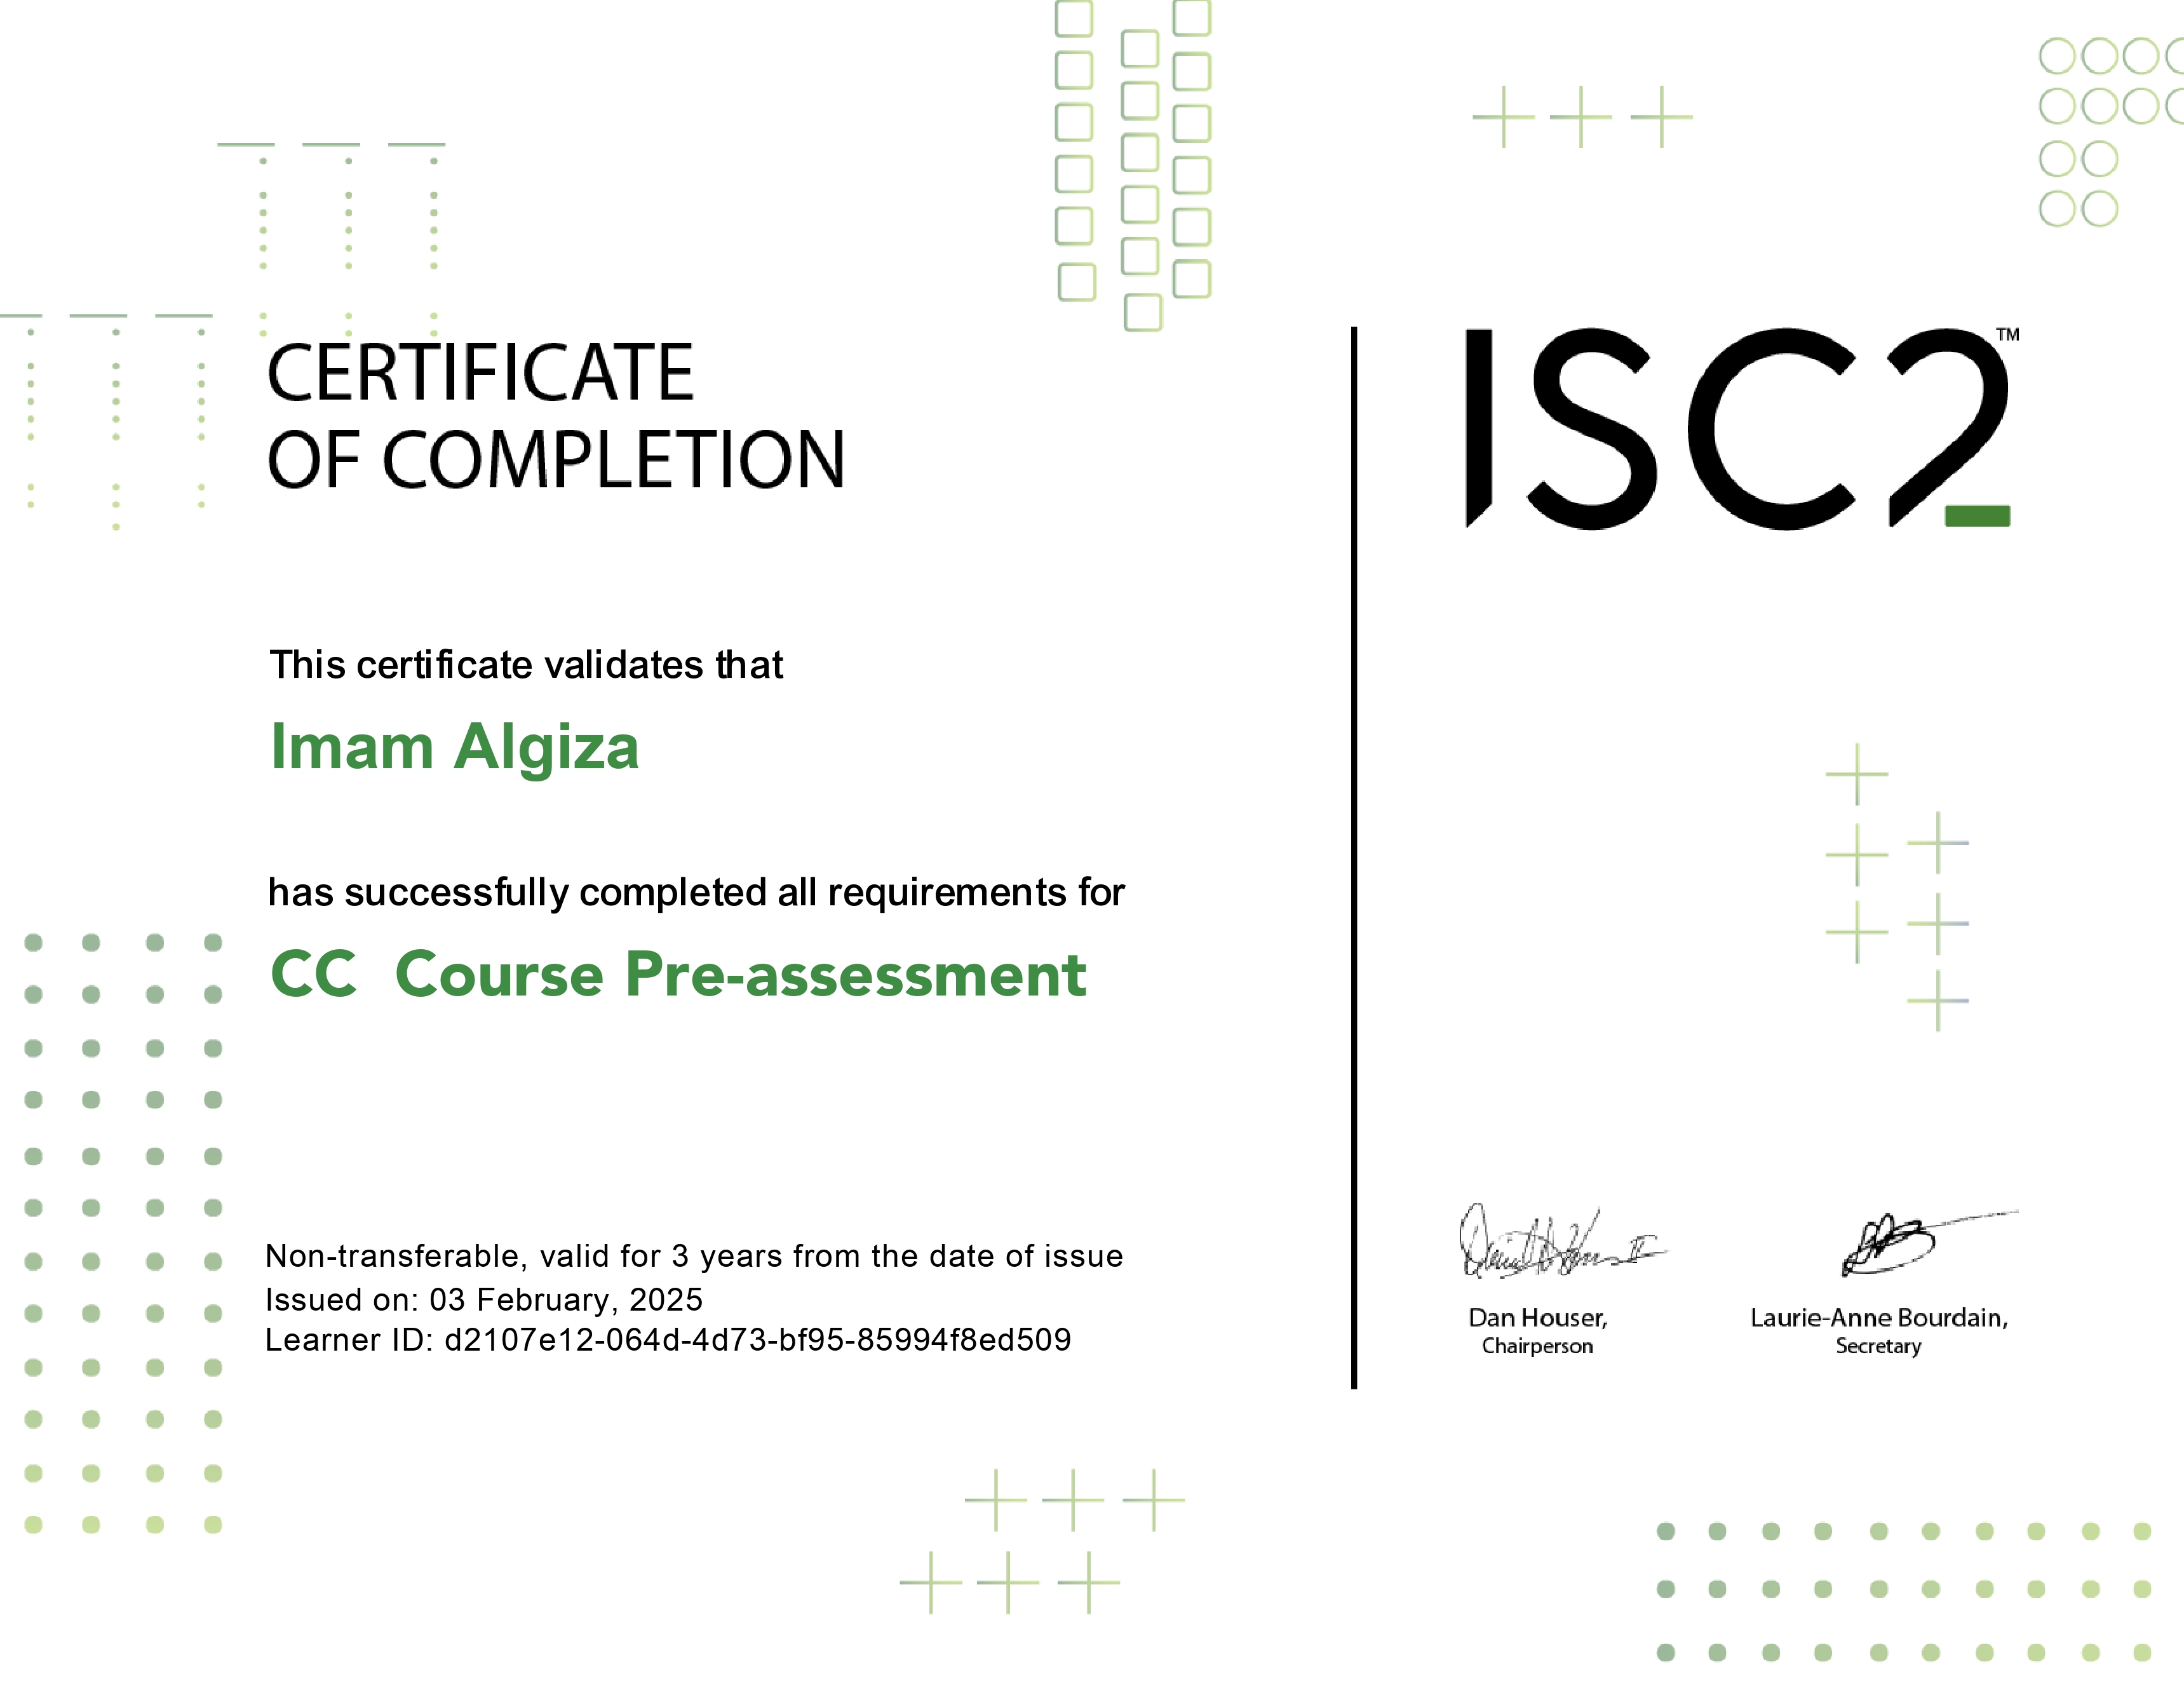 CERTIFICATE
OF COMPLETION
ISC2™
This certificate validates that
Imam Algiza
has successfully completed all requirements for
CC Course Pre-assessment
Non-transferable, valid for 3 years from the date of issue
Issued on: 03 February, 2025
Learner ID: d2107e12-064d-4d73-bf95-85994f8ed509
Dan Houser,
Chairperson
Laurie-Anne Bourdain,
Secretary